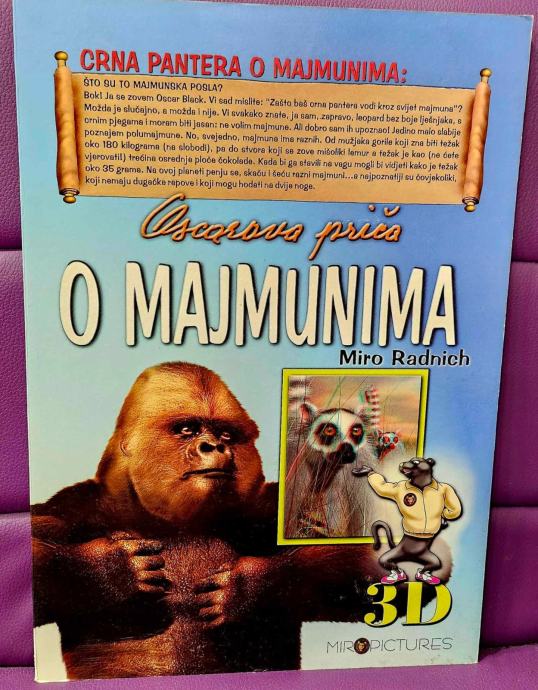 CRNA PANTERA O MAJMUNIMA:
ŠTO SU TO MAJMUNSKA POSLA?
Bok! Ja se zovem Oscar Black. Vi sad mislite: "Zašto baš crna pantera vodi kroz svijet majmuna"?
Možda je slučajno, a možda i nije. Vi svakako znate, ja sam, zapravo, leopard bez boje lješnjaka, s
crnim pjegama i moram biti jasan: ne volim majmune. Ali dobro sam ih upoznao! Jedino malo slabije
poznajem polumajmune. No, svejedno, majmuna ima raznih. Od mužjaka gorile koji zna biti težak
oko 180 kilograma (na slobodi), pa do stvora koji se zove mišoliki lemur a težak je kao (ne ćete
vjerovati!) trećina osrednje ploče čokolade. Kada bi ga stavili na vagu mogli bi vidjeti kako je težak
oko 35 grama. Na ovoj planeti penju se, skaču i šeću razni majmuni...a najpoznatiji su čovjekoliki,
koji nemaju dugačke repove i koji mogu hodati na dvije noge.
Oscarova priča
O MAJMUNIMA
Miro Radnich
3D
MIROPICTURES